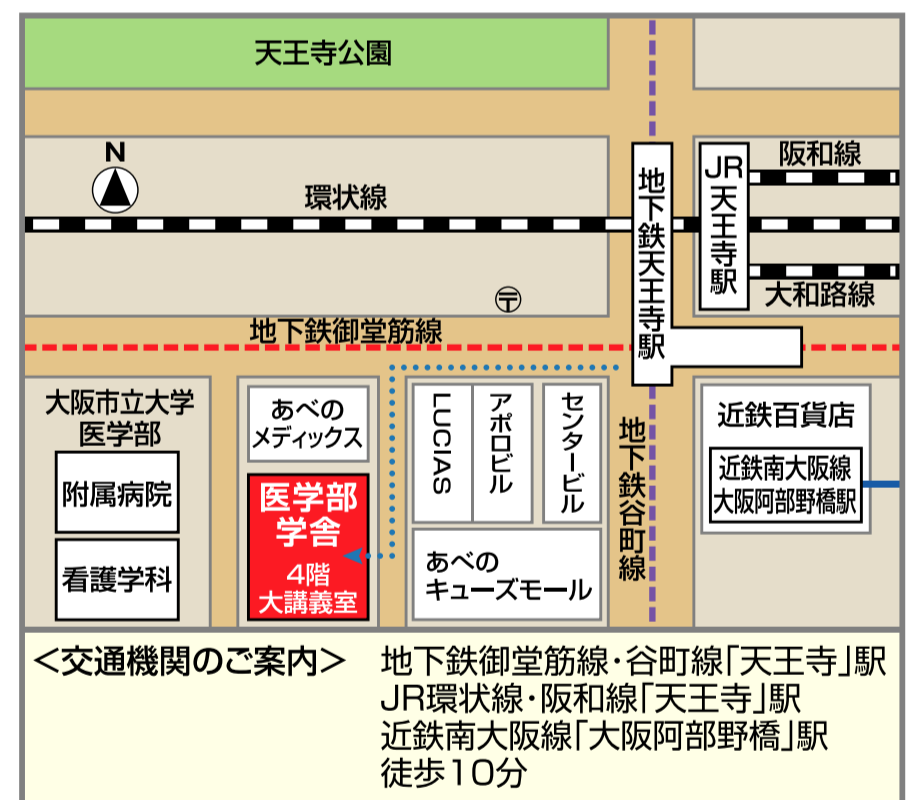 天王寺公園
N
環状線
地下鉄天王寺駅
JR天王寺駅
阪和線
大和路線
〒
地下鉄御堂筋線
大阪市立大学
医学部
附属病院
看護学科
あべの
メディックス
医学部
学舎
4階
大講義室
LUCIAS
アポロビル
センタービル
あべの
キューズモール
地下鉄谷町線
近鉄百貨店
近鉄南大阪線
大阪阿部野橋駅
＜交通機関のご案内＞
地下鉄御堂筋線・谷町線「天王寺」駅
JR環状線・阪和線「天王寺」駅
近鉄南大阪線「大阪阿部野橋」駅
徒歩10分